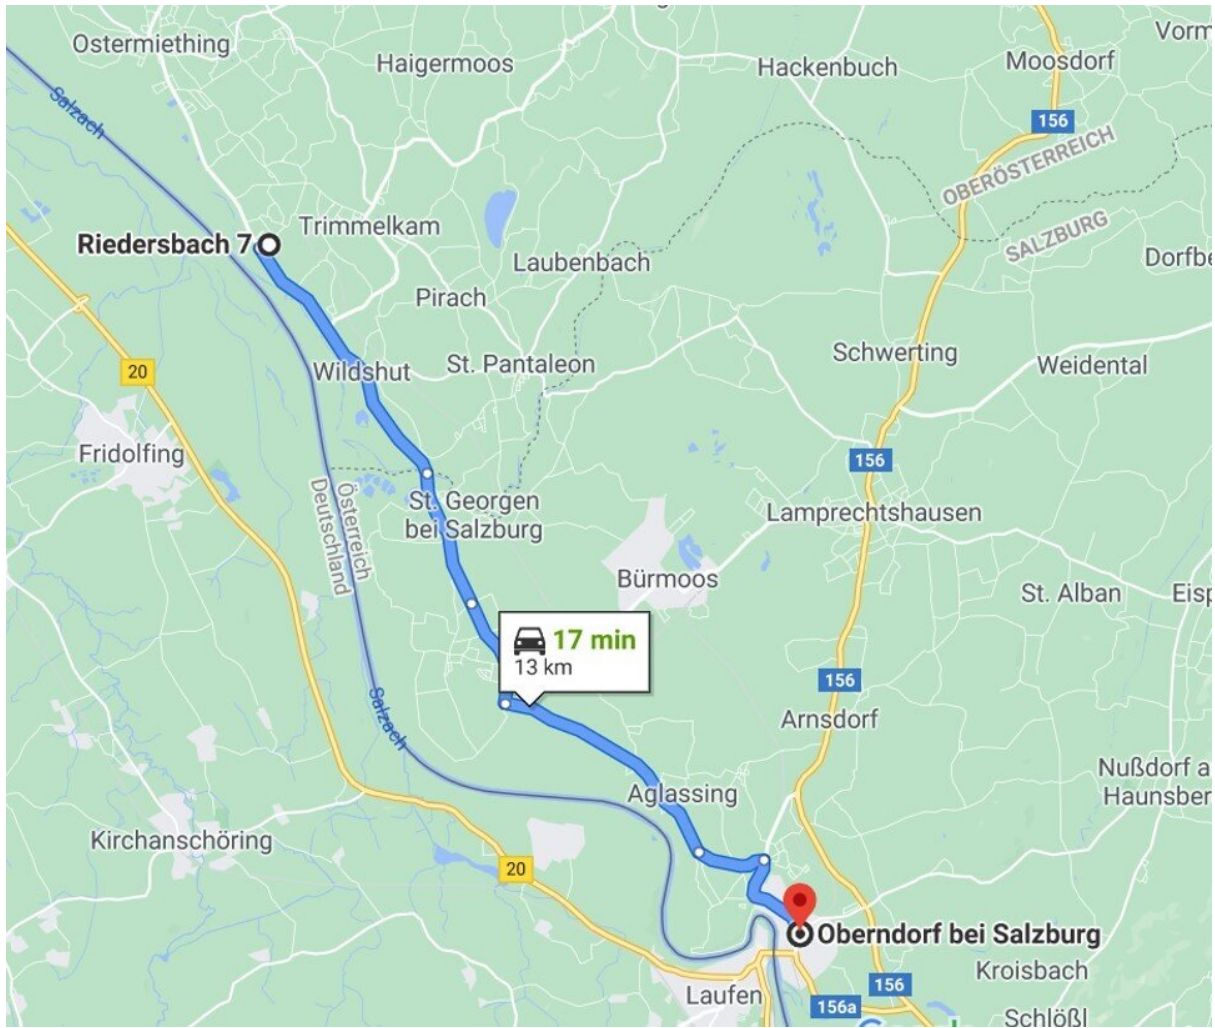 Ostermiething
Haigermoos
Hackenbuch
Moosdorf
Vorm
Salzach
156
OBERÖSTERREICH
SALZBURG
Trimmelkam
Riedersbach 7
Laubenbach
Dorfbe
Pirach
Wildshut
St. Pantaleon
Schwerting
Weidental
20
Fridolfing
156
Österreich
Deutschland
St. Georgen
bei Salzburg
Lamprechtshausen
Bürmoos
St. Alban
Eisp
17 min
13 km
156
Salzach
Arnsdorf
Nußdorf a
Haunsber
Aglassing
Kirchanschöring
20
Oberndorf bei Salzburg
Kroisbach
Laufen
156
156a
Schlößl